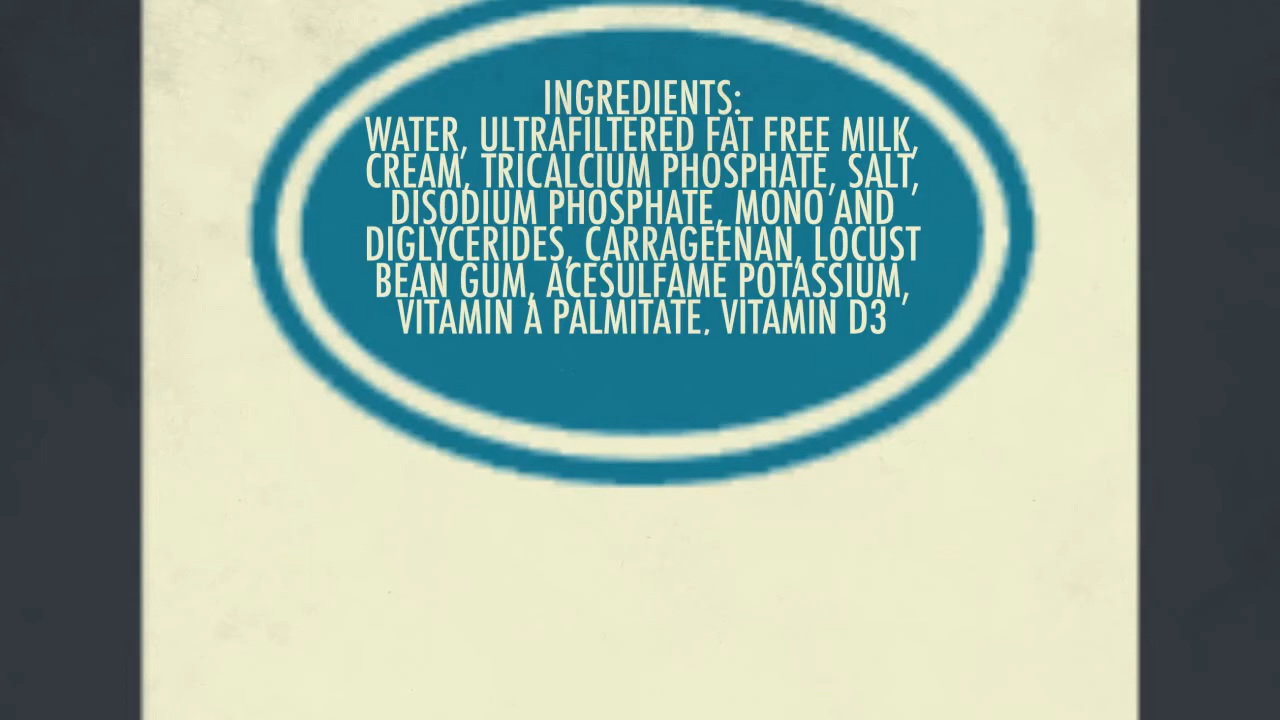 INGREDIENTS:
WATER, ULTRAFILTERED FAT FREE MILK,
CREAM, TRICALCIUM PHOSPHATE, SALT,
DISODIUM PHOSPHATE, MONO AND
DIGLYCERIDES, CARRAGEENAN, LOCUST
BEAN GUM, ACESULFAME POTASSIUM,
VITAMIN A PALMITATE, VITAMIN D3